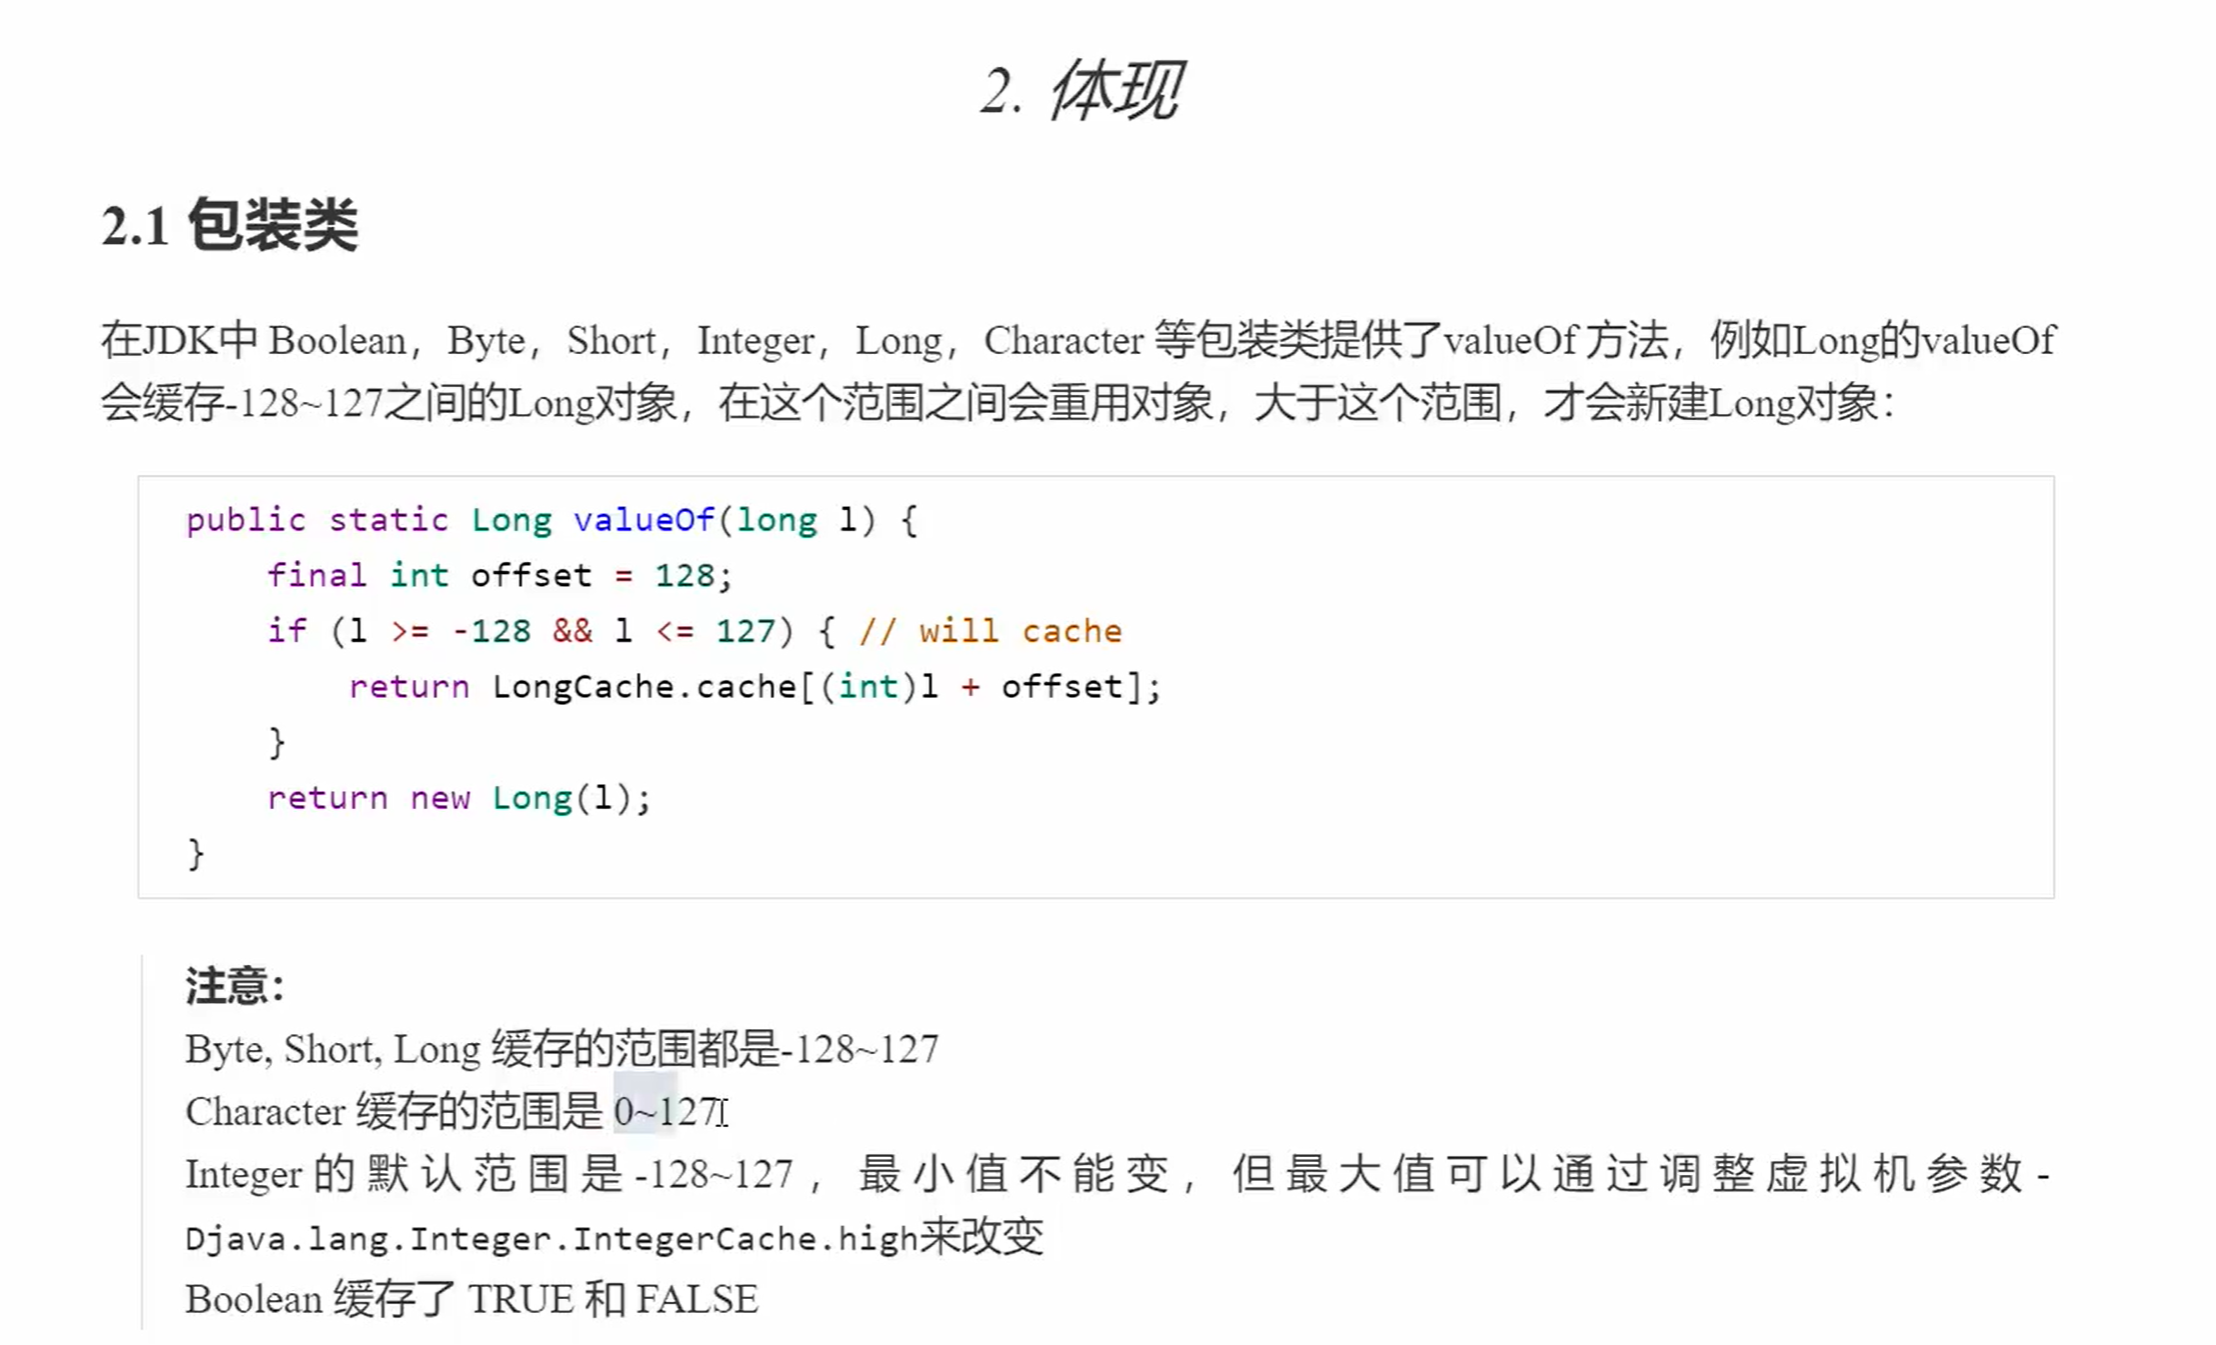 2. 体现
2.1 包装类
在JDK中 Boolean，Byte，Short，Integer，Long，Character 等包装类提供了valueOf 方法，例如Long的valueOf
会缓存-128~127之间的Long对象，在这个范围之间会重用对象，大于这个范围，才会新建Long对象：
public static Long valueOf(long l) {
    final int offset = 128;
    if (l >= -128 && l <= 127) { // will cache
        return LongCache.cache[(int)l + offset];
    }
    return new Long(l);
}
注意：
Byte, Short, Long 缓存的范围都是-128~127
Character 缓存的范围是 0~127
Integer 的默认范围是 -128~127，最小值不能变，但最大值可以通过调整虚拟机参数-
Djava.lang.Integer.IntegerCache.high来改变
Boolean 缓存了 TRUE 和 FALSE